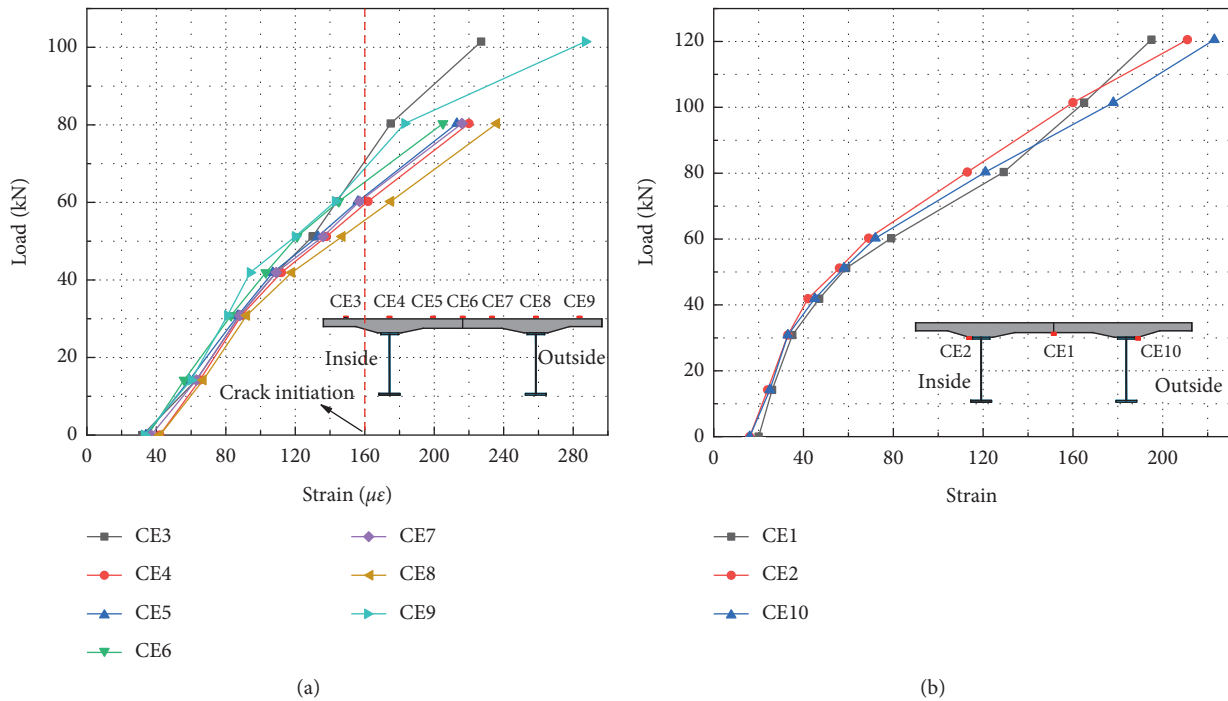 100
80
60
40
20
0
Load (kN)
CE3 CE4 CE5 CE6 CE7 CE8 CE9
Inside
Outside
Crack initiation
0 40 80 120 160 200 240 280
Strain (με)
CE3
CE4
CE5
CE6
CE7
CE8
CE9
(a)
120
100
80
60
40
20
0
Load (kN)
CE2 CE1 CE10
Inside
Outside
0 40 80 120 160 200
Strain
CE1
CE2
CE10
(b)